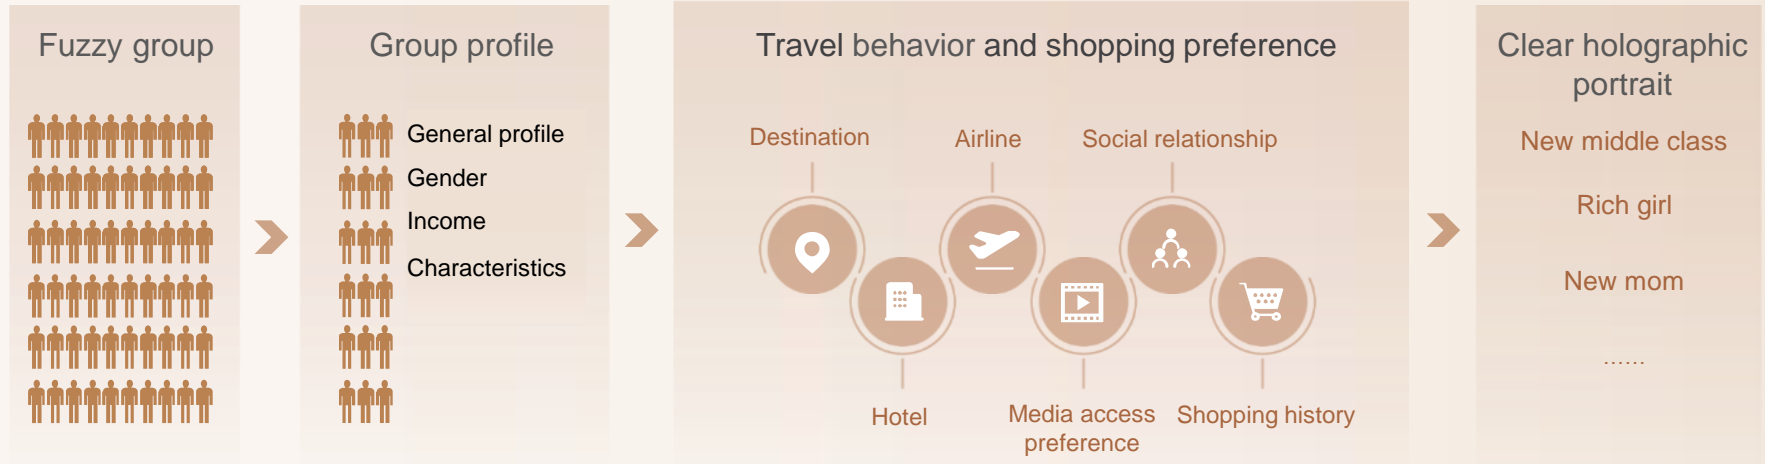 Fuzzy group
Group profile
General profile
Gender
Income
Characteristics
Travel behavior and shopping preference
Destination
Airline
Social relationship
Hotel
Media access
preference
Shopping history
Clear holographic
portrait
New middle class
Rich girl
New mom
......